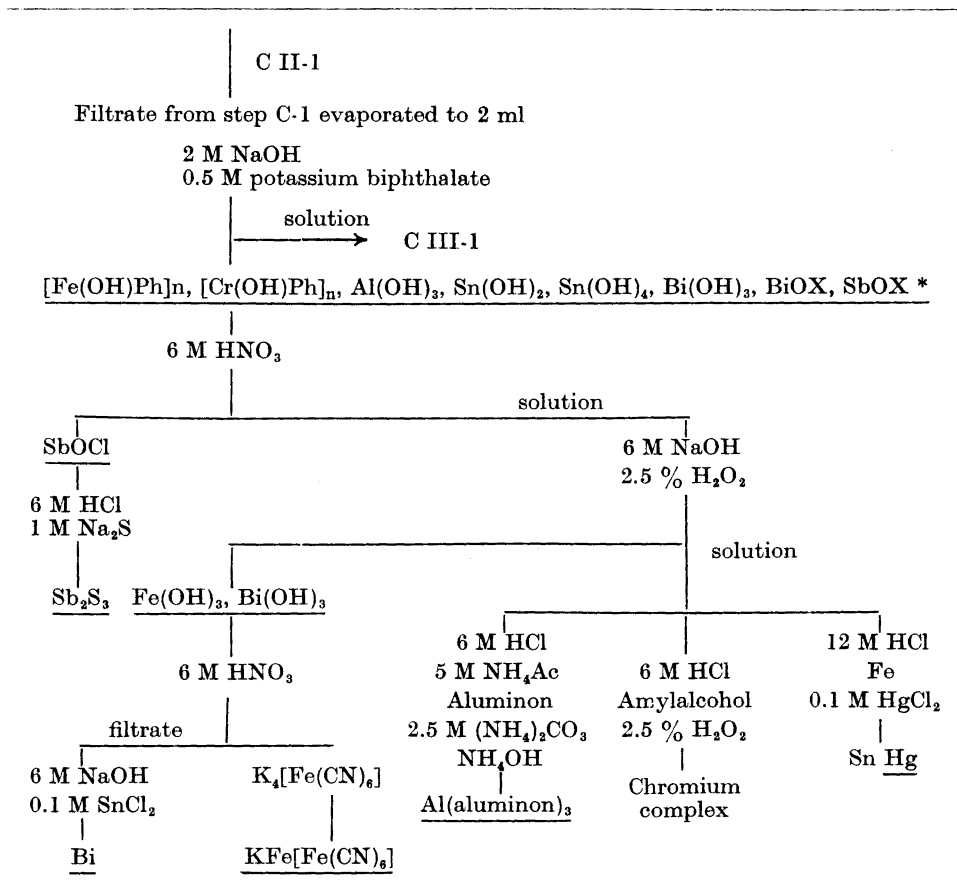 C II-1
Filtrate from step C-1 evaporated to 2 ml
2 M NaOH
0.5 M potassium biphthalate
solution
C III-1
[Fe(OH)Ph]n, [Cr(OH)Ph]ₙ, Al(OH)₃, Sn(OH)₂, Sn(OH)₄, Bi(OH)₃, BiOX, SbOX *
6 M HNO₃
solution
SbOCl
6 M HCl
1 M Na₂S
Sb₂S₃
6 M NaOH
2.5 % H₂O₂
solution
Fe(OH)₃, Bi(OH)₃
6 M HNO₃
filtrate
6 M NaOH
0.1 M SnCl₂
Bi
K₄[Fe(CN)₆]
KFe[Fe(CN)₆]
6 M HCl
5 M NH₄Ac
Aluminon
2.5 M (NH₄)₂CO₃
NH₄OH
Al(aluminon)₃
6 M HCl
Amylalcohol
2.5 % H₂O₂
Chromium
complex
12 M HCl
Fe
0.1 M HgCl₂
Sn Hg